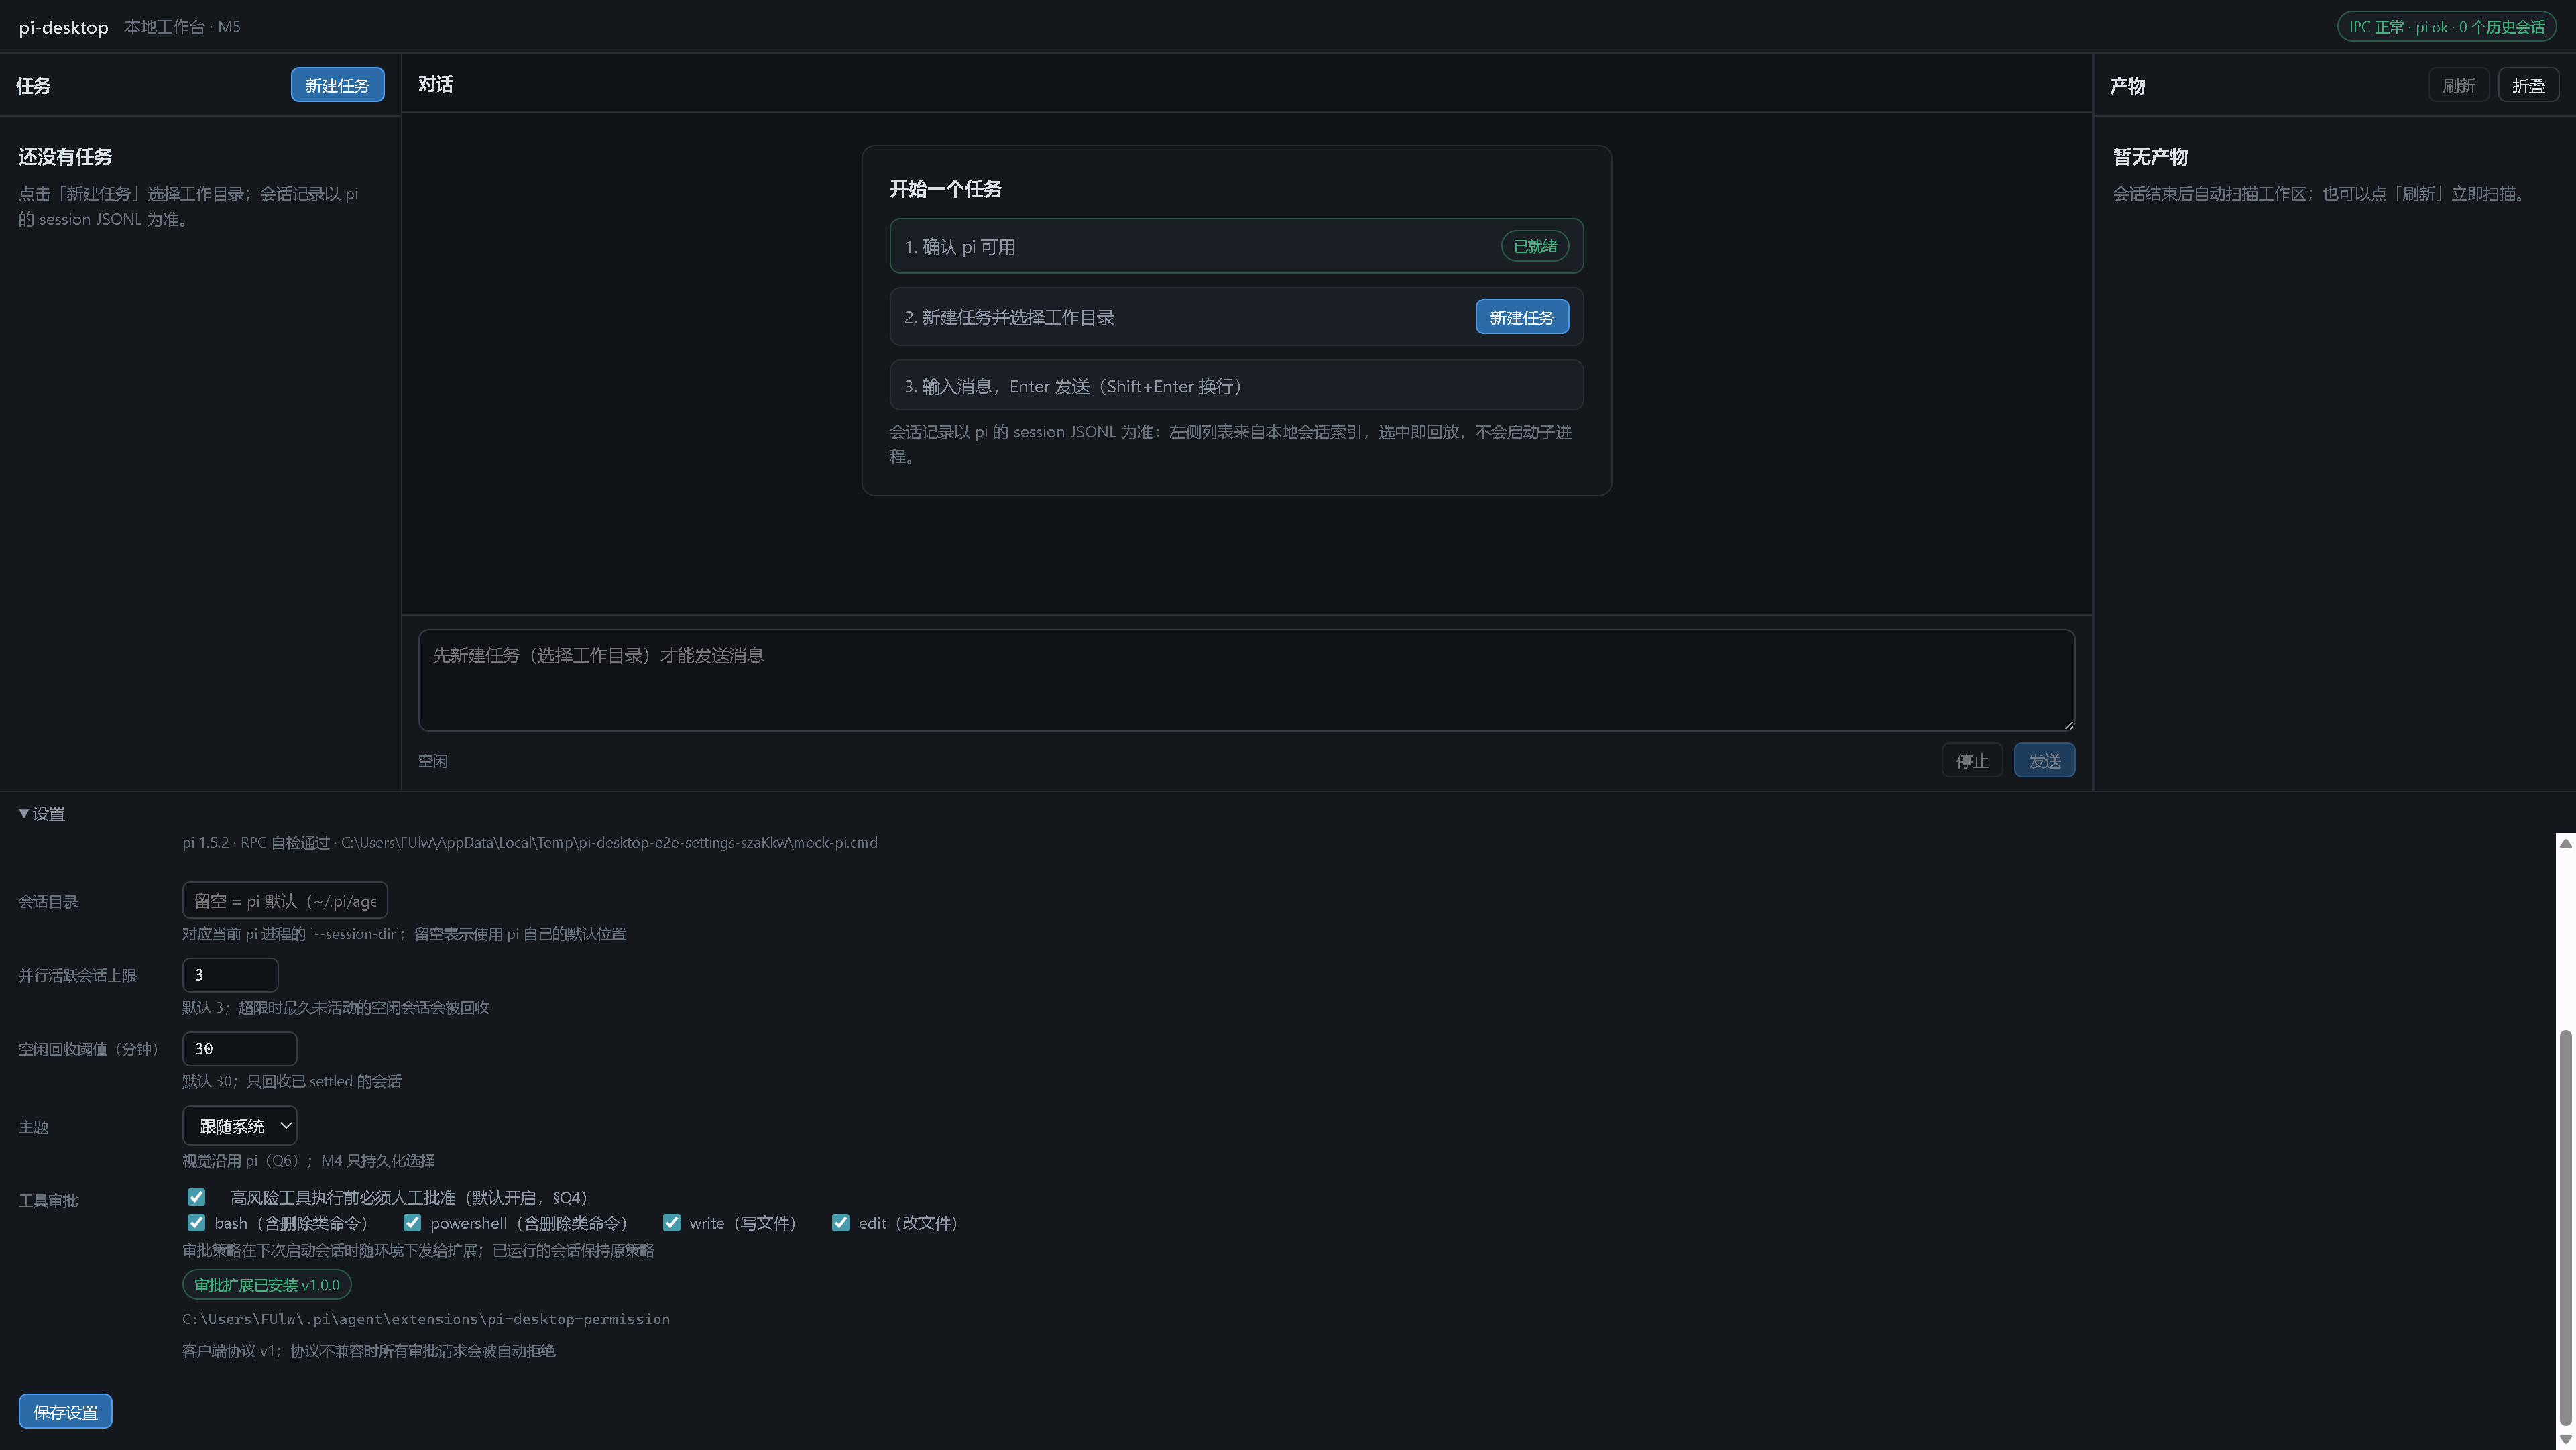 pi-desktop 本地工作台 · M5
IPC 正常 · pi ok · 0 个历史会话
任务
新建任务
还没有任务
点击「新建任务」选择工作目录；会话记录以 pi
的 session JSONL 为准。
对话
开始一个任务
1. 确认 pi 可用
已就绪
2. 新建任务并选择工作目录
新建任务
3. 输入消息，Enter 发送（Shift+Enter 换行）
会话记录以 pi 的 session JSONL 为准：左侧列表来自本地会话索引，选中即回放，不会启动子进
程。
先新建任务（选择工作目录）才能发送消息
空闲
停止
发送
产物
刷新
折叠
暂无产物
会话结束后自动扫描工作区；也可以点「刷新」立即扫描。
▼设置
pi 1.5.2 · RPC 自检通过 · C:\Users\FUlw\AppData\Local\Temp\pi-desktop-e2e-settings-szaKkw\mock-pi.cmd
会话目录
留空 = pi 默认（~/.pi/age
对应当前 pi 进程的 `--session-dir`；留空表示使用 pi 自己的默认位置
并行活跃会话上限
3
默认 3；超限时最久未活动的空闲会话会被回收
空闲回收阈值（分钟）
30
默认 30；只回收已 settled 的会话
主题
跟随系统
视觉沿用 pi（Q6）；M4 只持久化选择
工具审批
高风险工具执行前必须人工批准（默认开启，§Q4）
bash（含删除类命令） powershell（含删除类命令） write（写文件） edit（改文件）
审批策略在下次启动会话时随环境下发给扩展；已运行的会话保持原策略
审批扩展已安装 v1.0.0
C:\Users\FUlw\.pi\agent\extensions\pi-desktop-permission
客户端协议 v1；协议不兼容时所有审批请求会被自动拒绝
保存设置